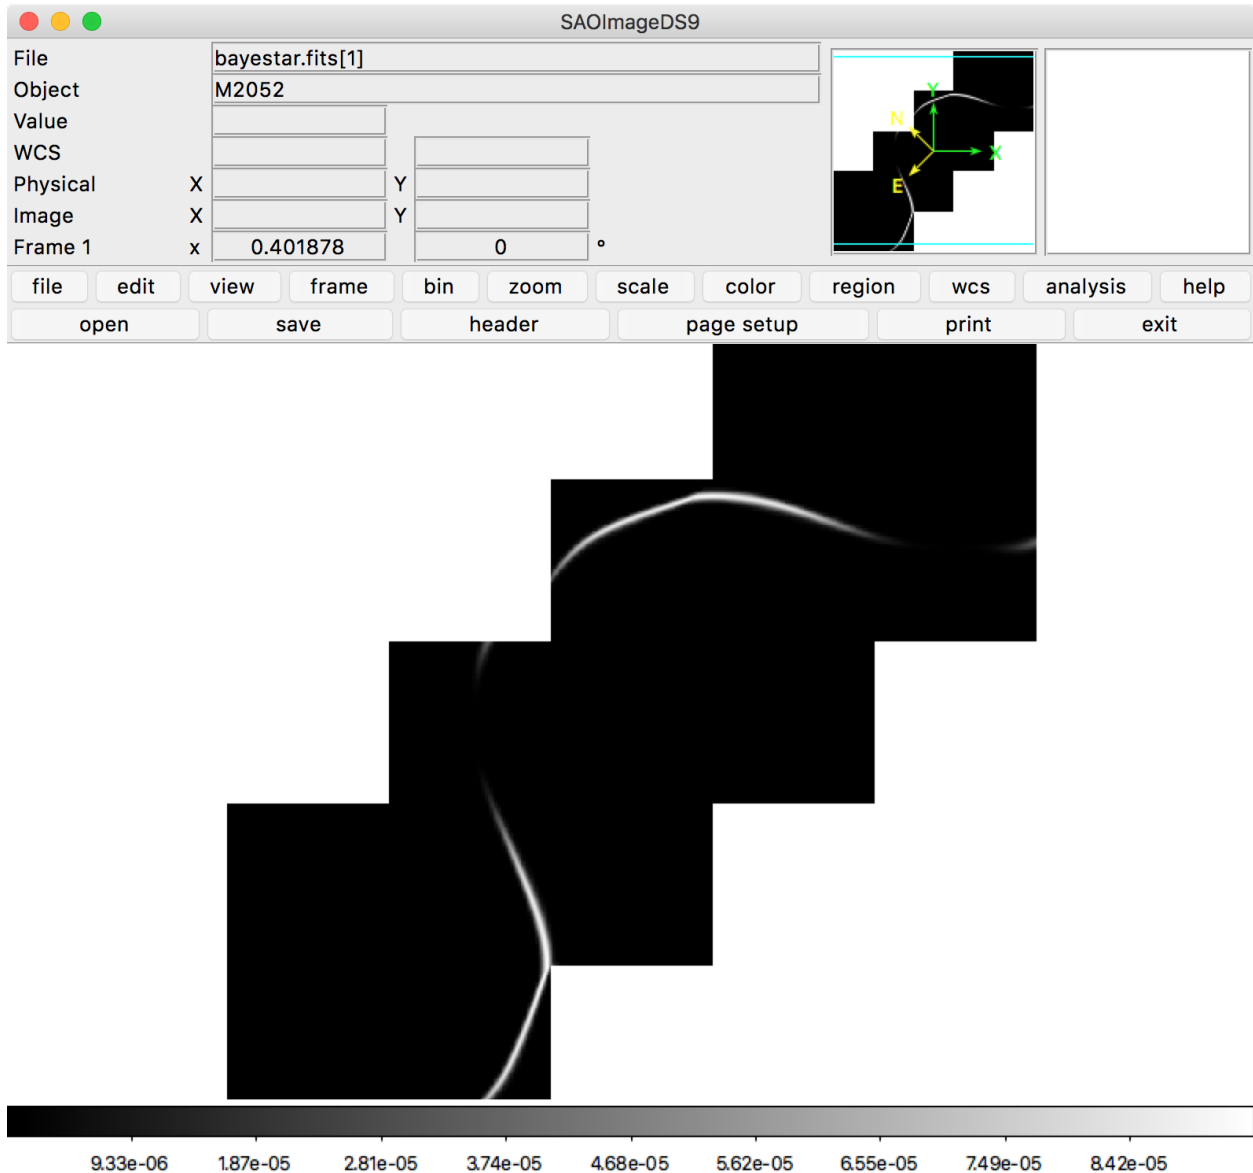 SAOImageDS9
File bayestar.fits[1]
Object M2052
Value
WCS
Physical X Y
Image X Y
Frame 1 x 0.401878 0 °
Y
N
X
E
file edit view frame bin zoom scale color region wcs analysis help
open save header page setup print exit
9.33e-06 1.87e-05 2.81e-05 3.74e-05 4.68e-05 5.62e-05 6.55e-05 7.49e-05 8.42e-05